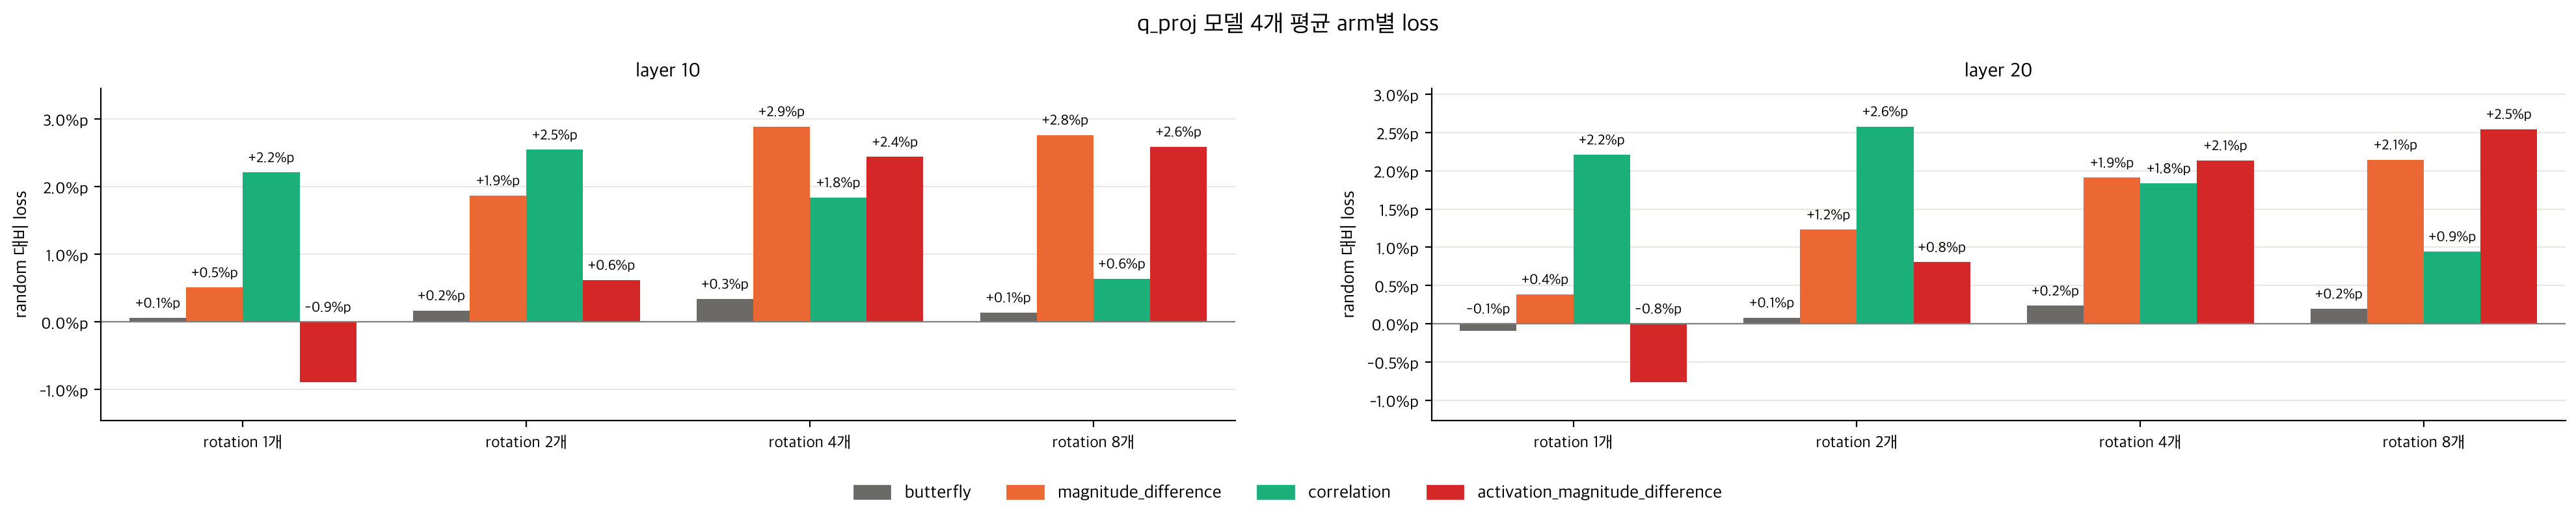 q_proj 모델 4개 평균 arm별 loss
layer 10
random 대비 loss
3.0%p
2.0%p
1.0%p
0.0%p
−1.0%p
+0.1%p
+0.5%p
+2.2%p
−0.9%p
+0.2%p
+1.9%p
+2.5%p
+0.6%p
+0.3%p
+2.9%p
+1.8%p
+2.4%p
+0.1%p
+2.8%p
+0.6%p
+2.6%p
rotation 1개
rotation 2개
rotation 4개
rotation 8개
layer 20
random 대비 loss
3.0%p
2.5%p
2.0%p
1.5%p
1.0%p
0.5%p
0.0%p
−0.5%p
−1.0%p
−0.1%p
+0.4%p
+2.2%p
−0.8%p
+0.1%p
+1.2%p
+2.6%p
+0.8%p
+0.2%p
+1.9%p
+1.8%p
+2.1%p
+0.2%p
+2.1%p
+0.9%p
+2.5%p
rotation 1개
rotation 2개
rotation 4개
rotation 8개
butterfly
magnitude_difference
correlation
activation_magnitude_difference